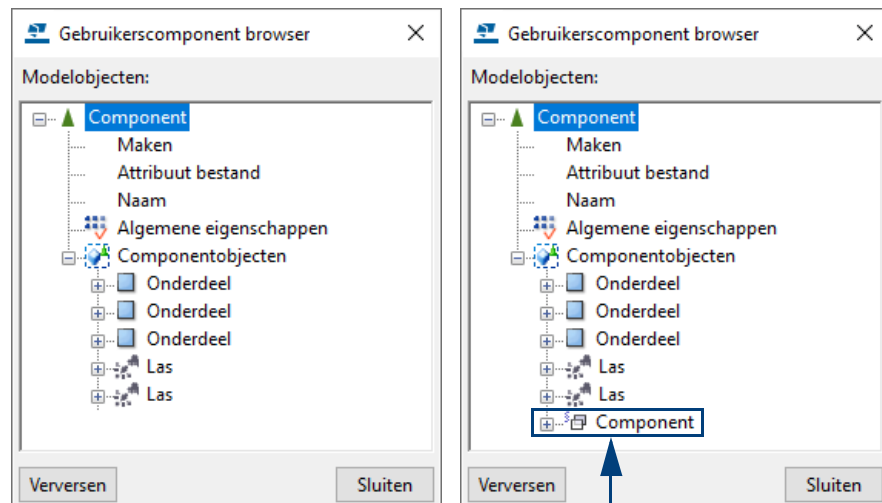 Gebruikerscomponent browser
Modelobjecten:
Component
Maken
Attribuut bestand
Naam
Algemene eigenschappen
Componentobjecten
Onderdeel
Onderdeel
Onderdeel
Las
Las
Verversen
Sluiten
Gebruikerscomponent browser
Modelobjecten:
Component
Maken
Attribuut bestand
Naam
Algemene eigenschappen
Componentobjecten
Onderdeel
Onderdeel
Onderdeel
Las
Las
Component
Verversen
Sluiten